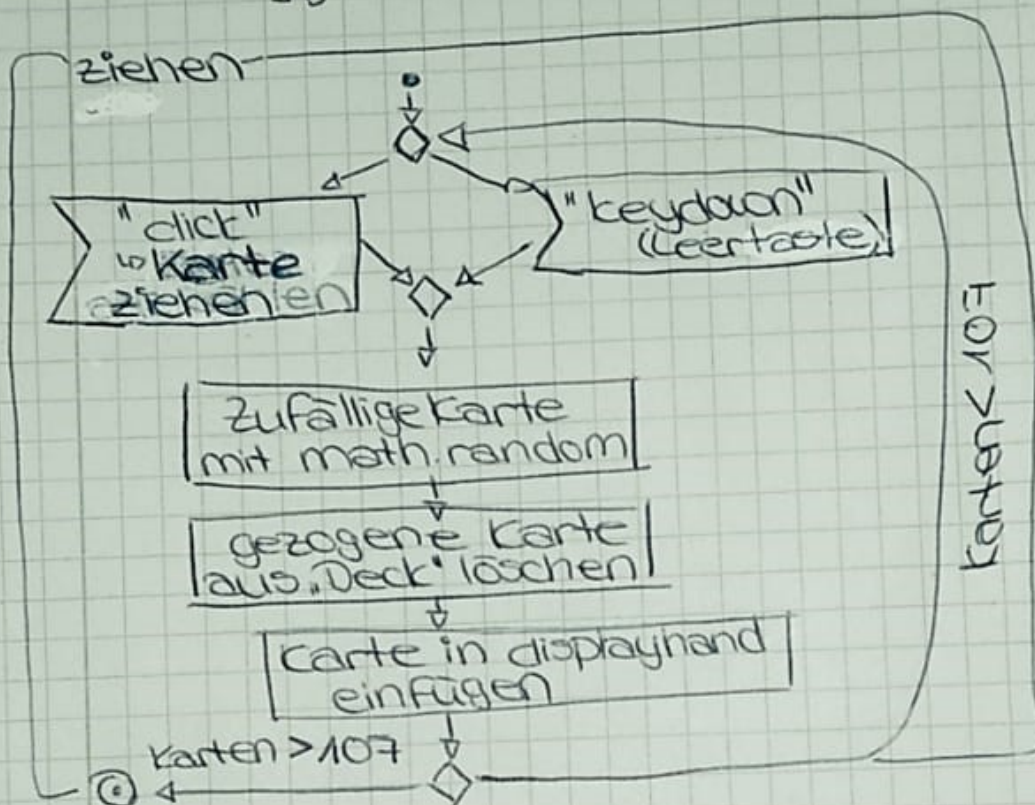 ziehen
"click"
↳ Karte
ziehen
"keydown"
(Leertaste)
Karten < 107
Zufällige Karte
mit math.random
gezogene Karte
aus „Deck" löschen
Karte in displayhand
einfügen
Karten > 107